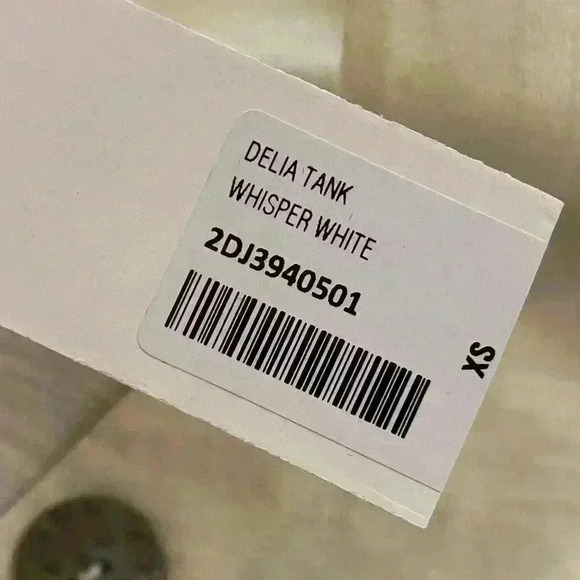 DELIA TANK
WHISPER WHITE
2DJ3940501
XS